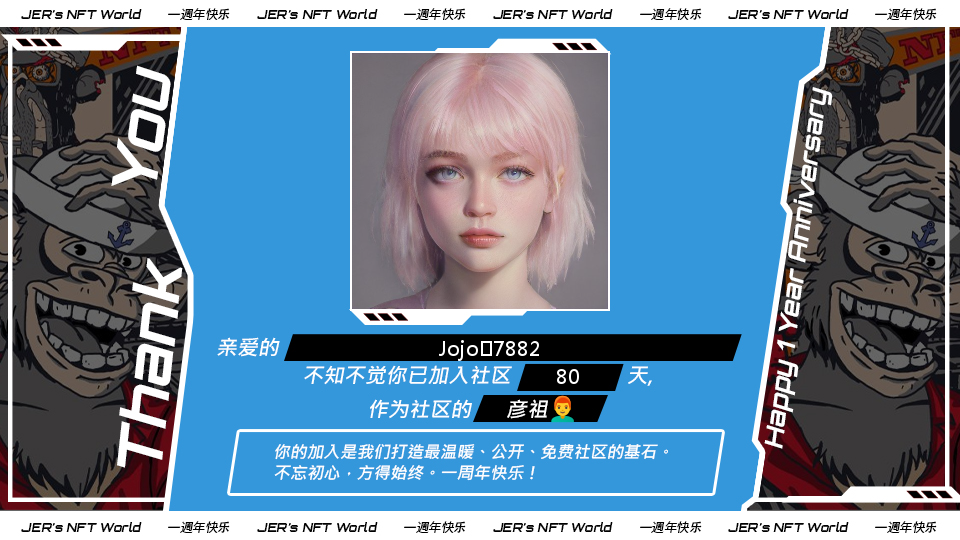 JER's NFT World 一週年快乐 JER's NFT World 一週年快乐 JER's NFT World 一週年快乐 JER's NFT World 一週年快乐
Thank You
亲爱的 Jojo▯7882
不知不觉你已加入社区 80 天,
作为社区的 彦祖👨‍🦰
你的加入是我们打造最温暖、公开、免费社区的基石。
不忘初心，方得始终。一周年快乐！
Happy 1 Year Anniversary
JER's NFT World 一週年快乐 JER's NFT World 一週年快乐 JER's NFT World 一週年快乐 JER's NFT World 一週年快乐